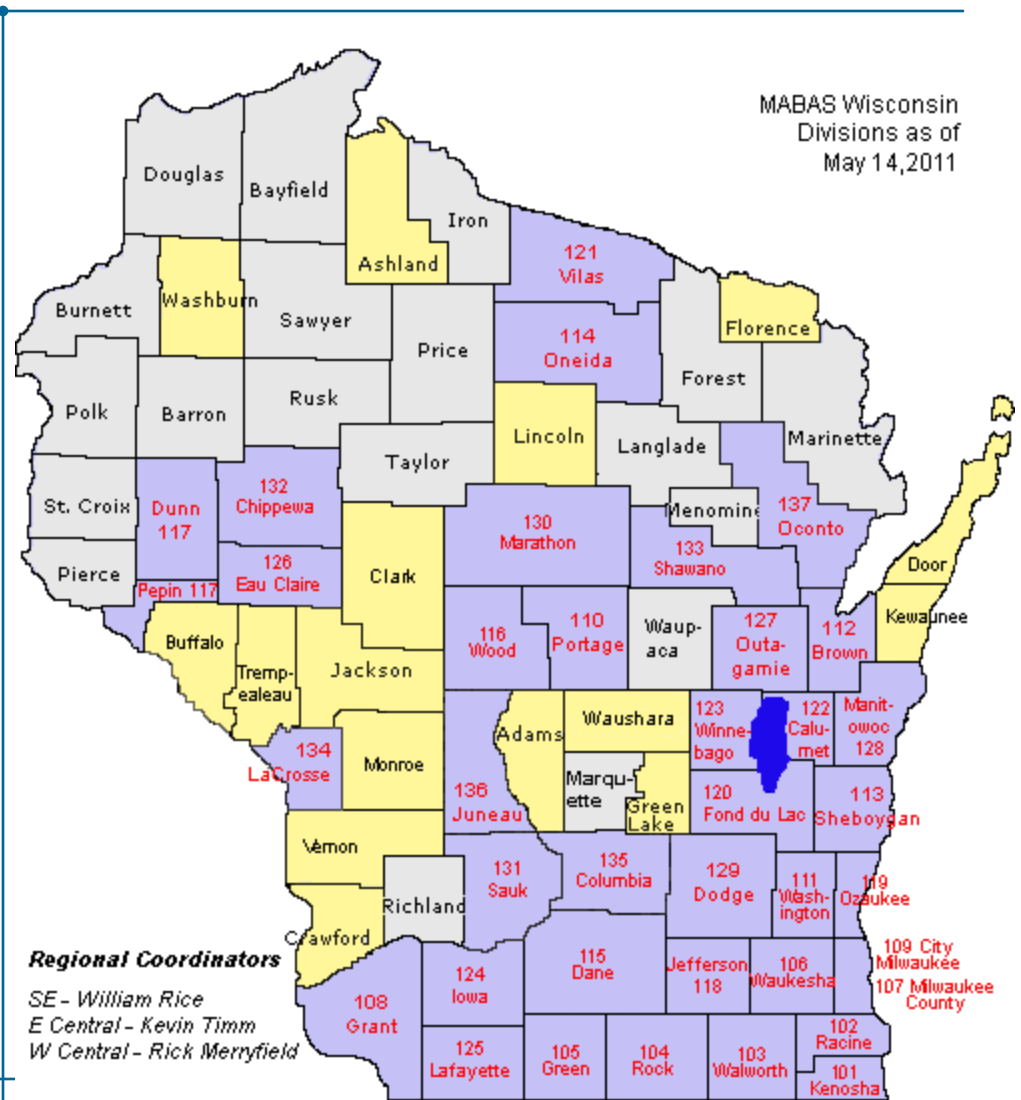 MABAS Wisconsin
Divisions as of
May 14,2011
Douglas
Bayfield
Iron
Ashland
121
Vilas
Washburn
Burnett
Sawyer
Florence
114
Oneida
Price
Forest
Polk
Barron
Rusk
Lincoln
Langlade
Marinette
Taylor
St. Croix
Dunn
117
132
Chippewa
Menomine
137
Oconto
130
Marathon
133
Shawano
Pierce
126
Eau Claire
Pepin 117
Clark
Door
Kewaunee
Buffalo
116
Wood
110
Portage
Waup-
aca
127
Outa-
gamie
112
Brown
Tremp-
ealeau
Jackson
Adams
Waushara
123
Winne-
bago
122
Calu-
met
Manit-
owoc
128
134
LaCrosse
Monroe
136
Juneau
Marqu-
ette
Green
Lake
120
Fond du Lac
113
Sheboygan
Vernon
131
Sauk
135
Columbia
129
Dodge
111
Wash-
ington
119
Ozaukee
Richland
Crawford
Regional Coordinators
SE - William Rice
E Central - Kevin Timm
W Central - Rick Merryfield
108
Grant
124
Iowa
115
Dane
Jefferson
118
106
Waukesha
109 City
Milwaukee
107 Milwaukee
County
125
Lafayette
105
Green
104
Rock
103
Walworth
102
Racine
101
Kenosha